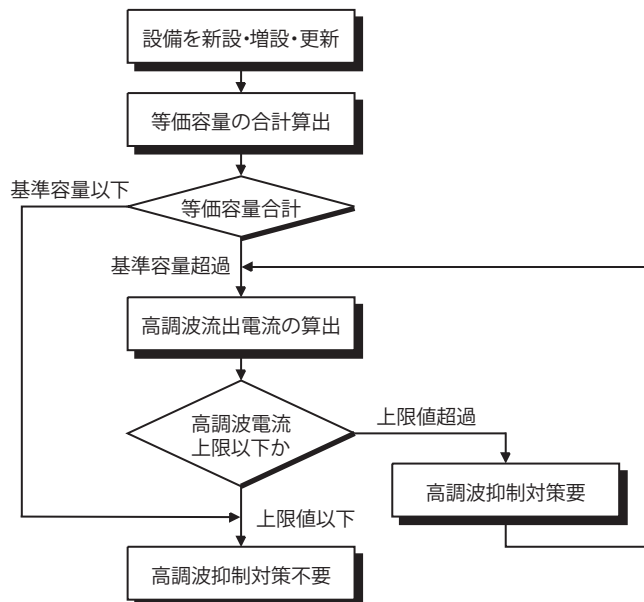 設備を新設・増設・更新
等価容量の合計算出
基準容量以下
等価容量合計
基準容量超過
高調波流出電流の算出
高調波電流
上限以下か
上限値超過
高調波抑制対策要
上限値以下
高調波抑制対策不要